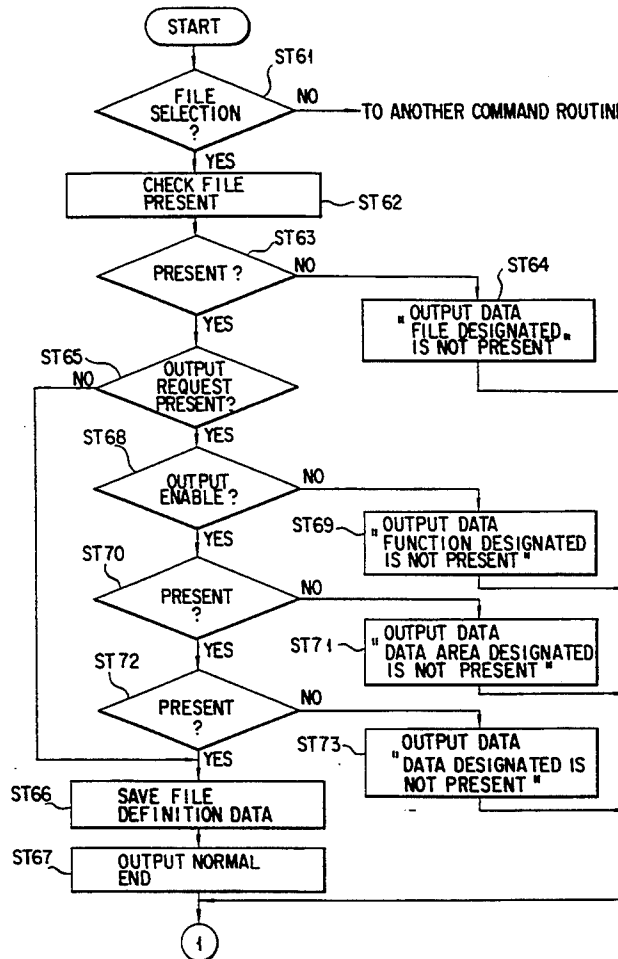 START
ST61
FILE
SELECTION
?
NO
TO ANOTHER COMMAND ROUTINE
YES
CHECK FILE
PRESENT
ST62
ST63
PRESENT ?
NO
YES
ST64
OUTPUT DATA
" FILE DESIGNATED "
IS NOT PRESENT
ST65
NO
OUTPUT
REQUEST
PRESENT?
YES
ST68
OUTPUT
ENABLE ?
NO
YES
ST69
OUTPUT DATA
" FUNCTION DESIGNATED
IS NOT PRESENT "
ST70
PRESENT
?
NO
YES
ST71
OUTPUT DATA
" DATA AREA DESIGNATED
IS NOT PRESENT "
ST72
PRESENT
?
NO
YES
ST73
OUTPUT DATA
" DATA DESIGNATED IS
NOT PRESENT "
ST66
SAVE FILE
DEFINITION DATA
ST67
OUTPUT NORMAL
END
1